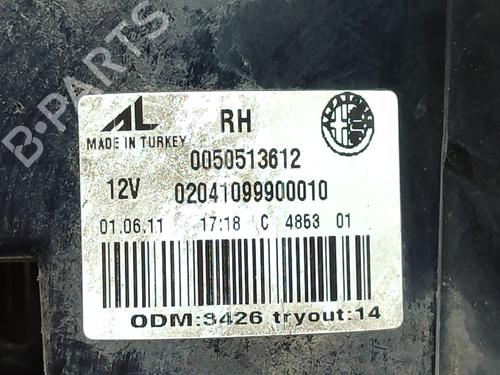 B-PARTS
AL
RH
MADE IN TURKEY
0050513612
12V 02041099900010
01.06.11 17:18 C 4853 01
ODM:3426 tryout:14